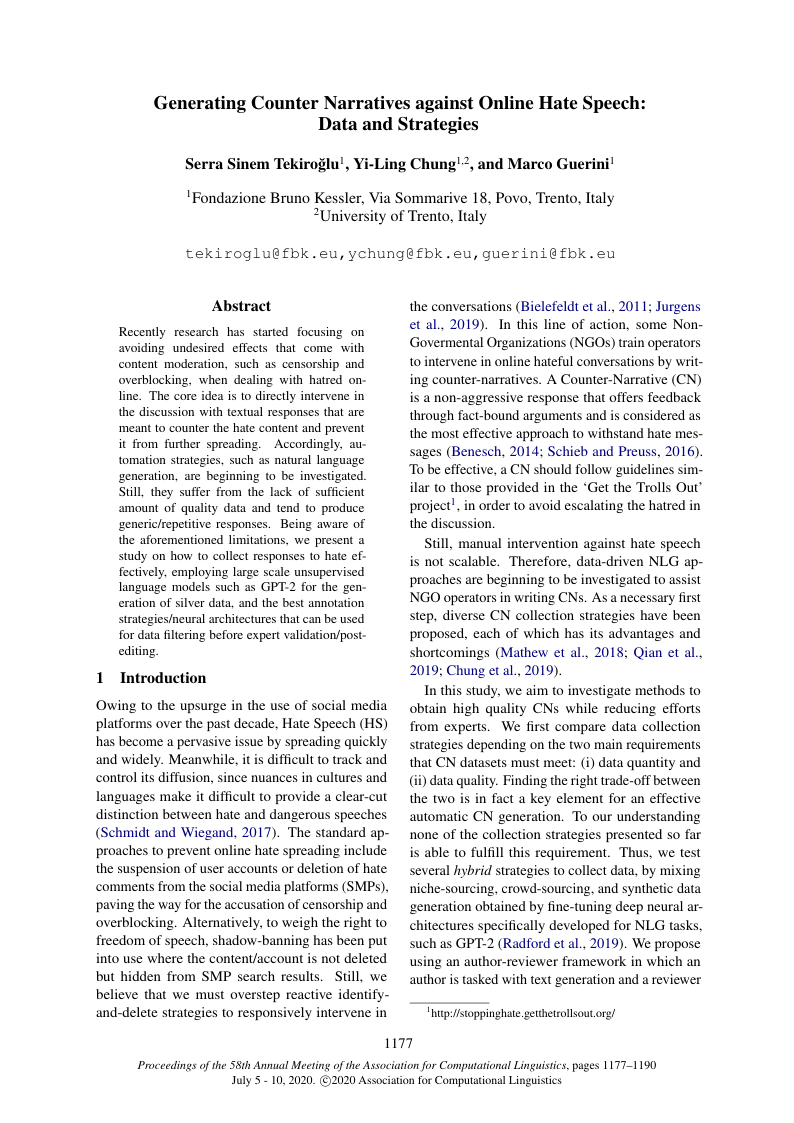 Generating Counter Narratives against Online Hate Speech:
Data and Strategies
Serra Sinem Tekiroğlu1, Yi-Ling Chung1,2, and Marco Guerini1
1Fondazione Bruno Kessler, Via Sommarive 18, Povo, Trento, Italy
2University of Trento, Italy
tekiroglu@fbk.eu,ychung@fbk.eu,guerini@fbk.eu
Abstract
Recently research has started focusing on
avoiding undesired effects that come with
content moderation, such as censorship and
overblocking, when dealing with hatred on-
line. The core idea is to directly intervene in
the discussion with textual responses that are
meant to counter the hate content and prevent
it from further spreading. Accordingly, au-
tomation strategies, such as natural language
generation, are beginning to be investigated.
Still, they suffer from the lack of sufficient
amount of quality data and tend to produce
generic/repetitive responses. Being aware of
the aforementioned limitations, we present a
study on how to collect responses to hate ef-
fectively, employing large scale unsupervised
language models such as GPT-2 for the gen-
eration of silver data, and the best annotation
strategies/neural architectures that can be used
for data filtering before expert validation/post-
editing.
1 Introduction
Owing to the upsurge in the use of social media
platforms over the past decade, Hate Speech (HS)
has become a pervasive issue by spreading quickly
and widely. Meanwhile, it is difficult to track and
control its diffusion, since nuances in cultures and
languages make it difficult to provide a clear-cut
distinction between hate and dangerous speeches
(Schmidt and Wiegand, 2017). The standard ap-
proaches to prevent online hate spreading include
the suspension of user accounts or deletion of hate
comments from the social media platforms (SMPs),
paving the way for the accusation of censorship and
overblocking. Alternatively, to weigh the right to
freedom of speech, shadow-banning has been put
into use where the content/account is not deleted
but hidden from SMP search results. Still, we
believe that we must overstep reactive identify-
and-delete strategies to responsively intervene in
the conversations (Bielefeldt et al., 2011; Jurgens
et al., 2019). In this line of action, some Non-
Govermental Organizations (NGOs) train operators
to intervene in online hateful conversations by writ-
ing counter-narratives. A Counter-Narrative (CN)
is a non-aggressive response that offers feedback
through fact-bound arguments and is considered as
the most effective approach to withstand hate mes-
sages (Benesch, 2014; Schieb and Preuss, 2016).
To be effective, a CN should follow guidelines sim-
ilar to those provided in the ‘Get the Trolls Out’
project1, in order to avoid escalating the hatred in
the discussion.
Still, manual intervention against hate speech
is not scalable. Therefore, data-driven NLG ap-
proaches are beginning to be investigated to assist
NGO operators in writing CNs. As a necessary first
step, diverse CN collection strategies have been
proposed, each of which has its advantages and
shortcomings (Mathew et al., 2018; Qian et al.,
2019; Chung et al., 2019).
In this study, we aim to investigate methods to
obtain high quality CNs while reducing efforts
from experts. We first compare data collection
strategies depending on the two main requirements
that CN datasets must meet: (i) data quantity and
(ii) data quality. Finding the right trade-off between
the two is in fact a key element for an effective
automatic CN generation. To our understanding
none of the collection strategies presented so far
is able to fulfill this requirement. Thus, we test
several hybrid strategies to collect data, by mixing
niche-sourcing, crowd-sourcing, and synthetic data
generation obtained by fine-tuning deep neural ar-
chitectures specifically developed for NLG tasks,
such as GPT-2 (Radford et al., 2019). We propose
using an author-reviewer framework in which an
author is tasked with text generation and a reviewer
1http://stoppinghate.getthetrollsout.org/
1177
Proceedings of the 58th Annual Meeting of the Association for Computational Linguistics, pages 1177–1190
July 5 - 10, 2020. ©2020 Association for Computational Linguistics